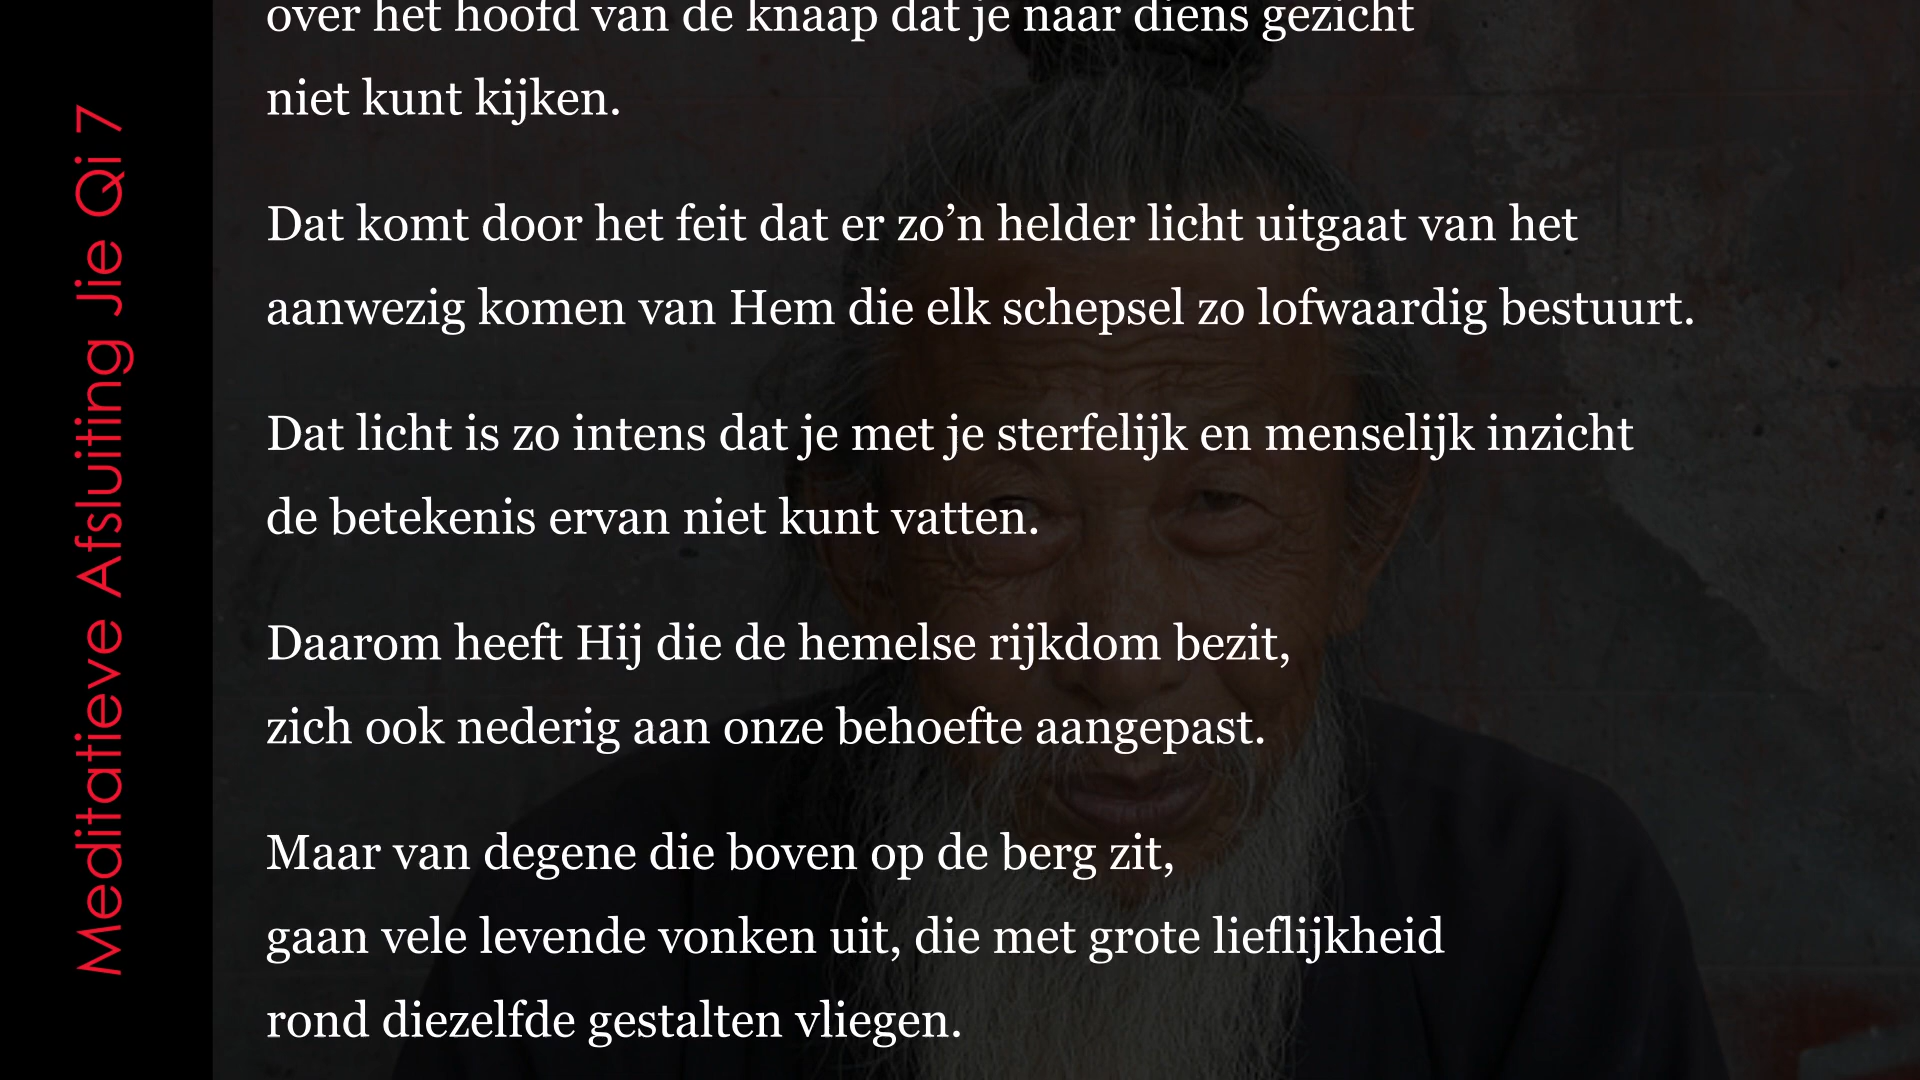 over het hoofd van de knaap dat je naar diens gezicht
niet kunt kijken.
Dat komt door het feit dat er zo’n helder licht uitgaat van het
aanwezig komen van Hem die elk schepsel zo lofwaardig bestuurt.
Dat licht is zo intens dat je met je sterfelijk en menselijk inzicht
de betekenis ervan niet kunt vatten.
Daarom heeft Hij die de hemelse rijkdom bezit,
zich ook nederig aan onze behoefte aangepast.
Maar van degene die boven op de berg zit,
gaan vele levende vonken uit, die met grote lieflijkheid
rond diezelfde gestalten vliegen.
Meditatieve Afsluiting Jie Qi 7